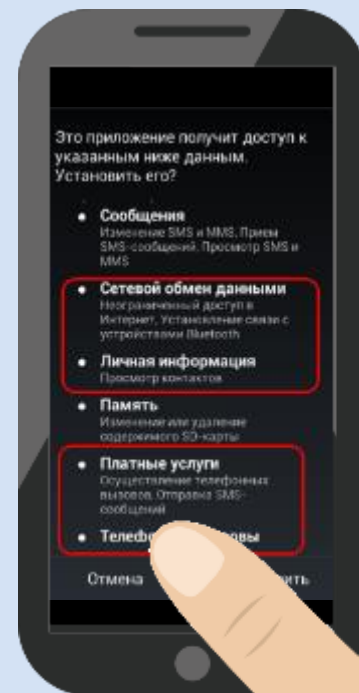 Это приложение получит доступ к
указанным ниже данным.
Установить его?
Сообщения
Изменение SMS и MMS, Прием
SMS-сообщений, Просмотр SMS и
MMS
Сетевой обмен данными
Неограниченный доступ в
Интернет, Установление связи с
устройствами Bluetooth
Личная информация
Просмотр контактов
Память
Изменение или удаление
содержимого SD-карты
Платные услуги
Осуществление телефонных
вызовов, Отправка SMS-
сообщений
Отмена